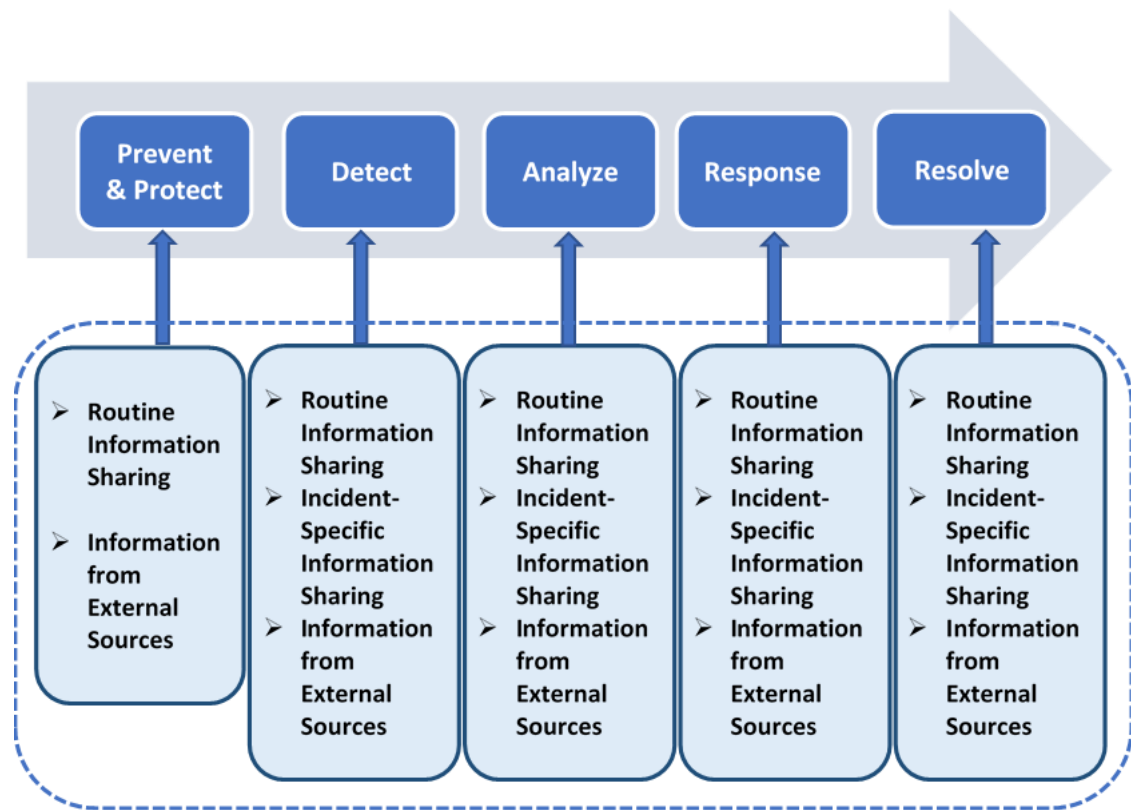 Prevent
& Protect
Detect
Analyze
Response
Resolve
➢ Routine
Information
Sharing
➢ Information
from
External
Sources
➢ Routine
Information
Sharing
➢ Incident-
Specific
Information
Sharing
➢ Information
from
External
Sources
➢ Routine
Information
Sharing
➢ Incident-
Specific
Information
Sharing
➢ Information
from
External
Sources
➢ Routine
Information
Sharing
➢ Incident-
Specific
Information
Sharing
➢ Information
from
External
Sources
➢ Routine
Information
Sharing
➢ Incident-
Specific
Information
Sharing
➢ Information
from
External
Sources